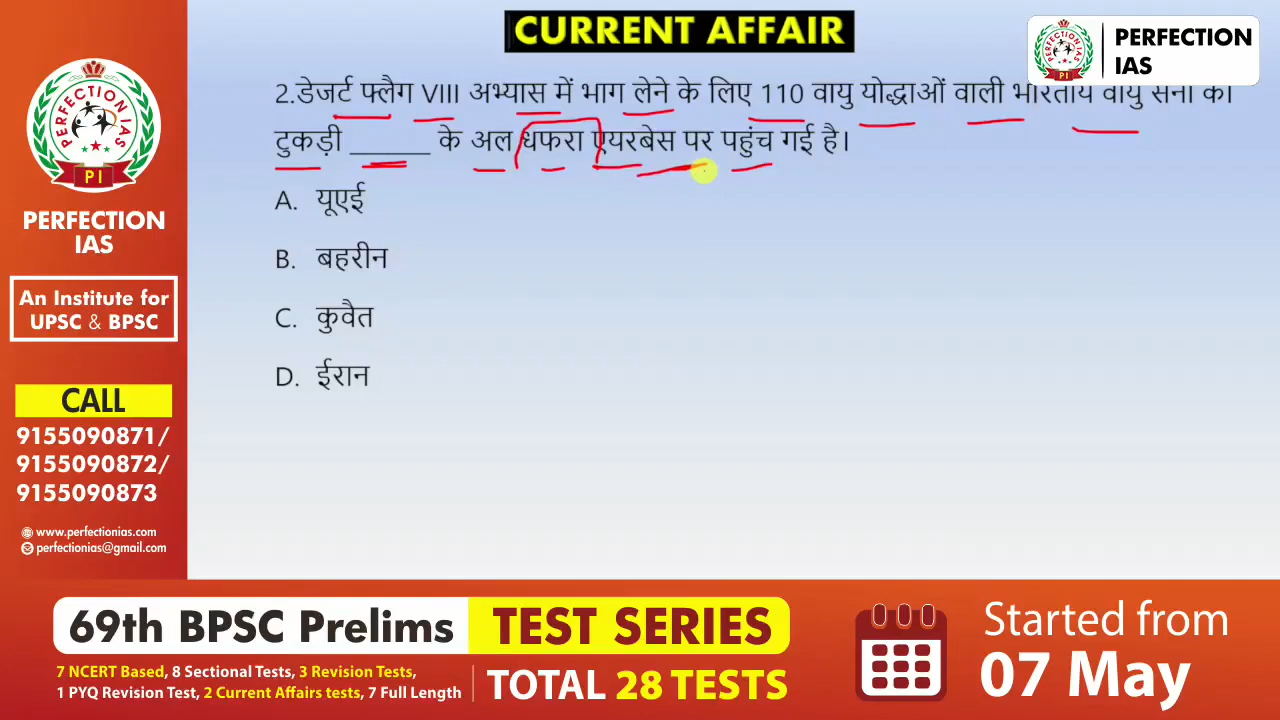 CURRENT AFFAIR
PERFECTION
IAS
PERFECTION IAS
PI
2.डेजर्ट फ्लैग VIII अभ्यास में भाग लेने के लिए 110 वायु योद्धाओं वाली भारतीय वायु सेना की
टुकड़ी ______ के अल धफरा एयरबेस पर पहुंच गई है।
A. यूएई
B. बहरीन
C. कुवैत
D. ईरान
PERFECTION IAS
PI
PERFECTION
IAS
An Institute for
UPSC & BPSC
CALL
9155090871/
9155090872/
9155090873
www.perfectionias.com
perfectionias@gmail.com
69th BPSC Prelims TEST SERIES
7 NCERT Based, 8 Sectional Tests, 3 Revision Tests,
1 PYQ Revision Test, 2 Current Affairs tests, 7 Full Length
TOTAL 28 TESTS
Started from
07 May